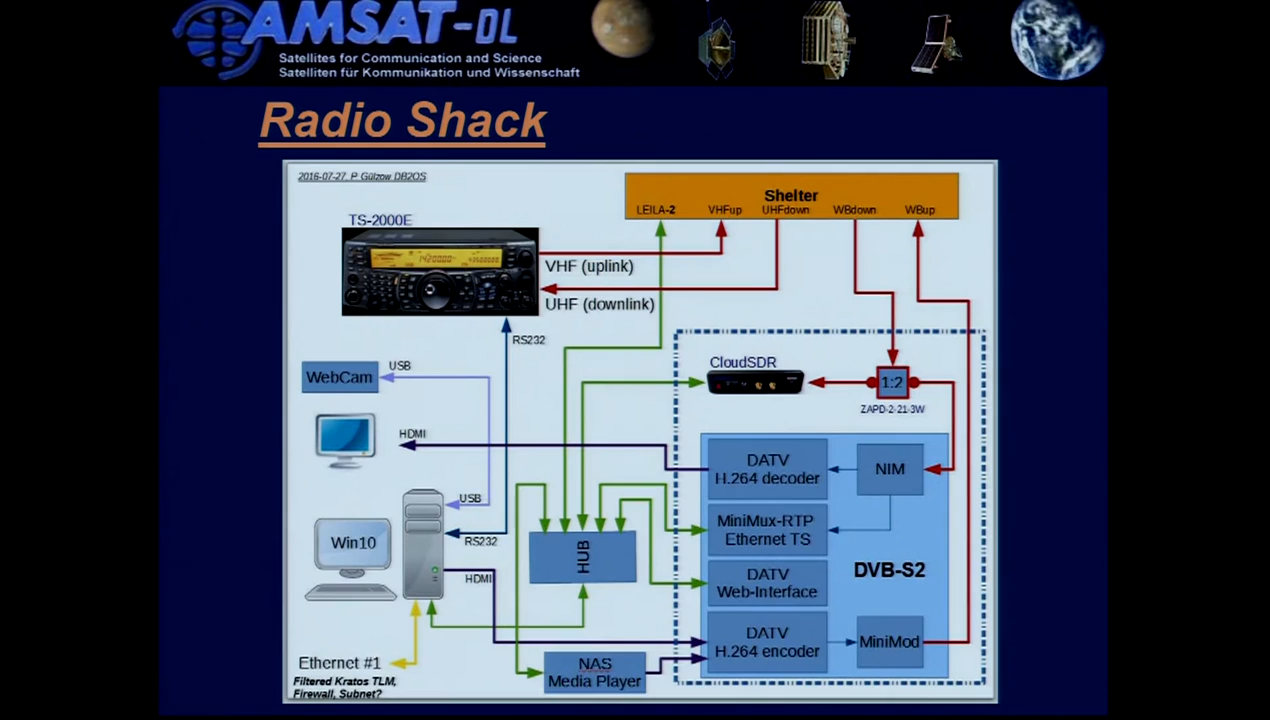 AMSAT-DL
Satellites for Communication and Science
Satelliten für Kommunikation und Wissenschaft
Radio Shack
2016-07-27 P. Gülzow DB2OS
Shelter
LEILA-2 VHFup UHFdown WBdown WBup
TS-2000E
VHF (uplink)
UHF (downlink)
RS232
CloudSDR
1:2
ZAPD-2-21-3W
WebCam
USB
HDMI
DATV
H.264 decoder
NIM
USB
MiniMux-RTP
Ethernet TS
Win10
RS232
HUB
DVB-S2
HDMI
DATV
Web-Interface
DATV
H.264 encoder
MiniMod
Ethernet #1
NAS
Media Player
Filtered Kratos TLM,
Firewall, Subnet?